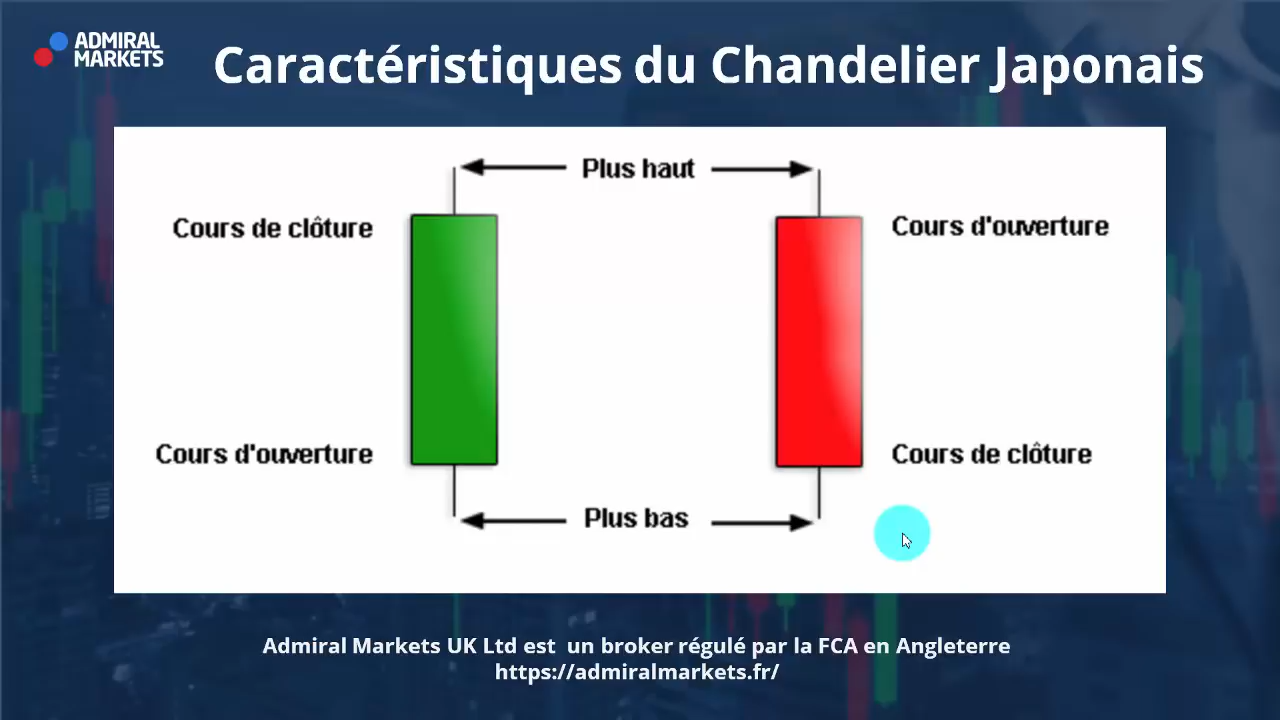 ADMIRAL
MARKETS
Caractéristiques du Chandelier Japonais
Plus haut
Cours de clôture
Cours d'ouverture
Cours d'ouverture
Cours de clôture
Plus bas
Admiral Markets UK Ltd est  un broker régulé par la FCA en Angleterre
https://admiralmarkets.fr/